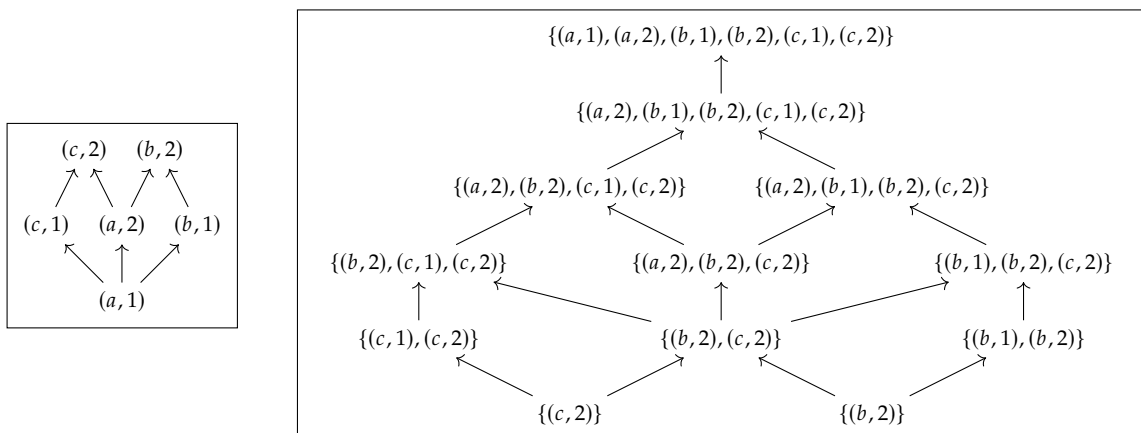 (c, 2) (b, 2)
(c, 1) (a, 2) (b, 1)
(a, 1)
{(a, 1), (a, 2), (b, 1), (b, 2), (c, 1), (c, 2)}
{(a, 2), (b, 1), (b, 2), (c, 1), (c, 2)}
{(a, 2), (b, 2), (c, 1), (c, 2)} {(a, 2), (b, 1), (b, 2), (c, 2)}
{(b, 2), (c, 1), (c, 2)} {(a, 2), (b, 2), (c, 2)} {(b, 1), (b, 2), (c, 2)}
{(c, 1), (c, 2)} {(b, 2), (c, 2)} {(b, 1), (b, 2)}
{(c, 2)} {(b, 2)}